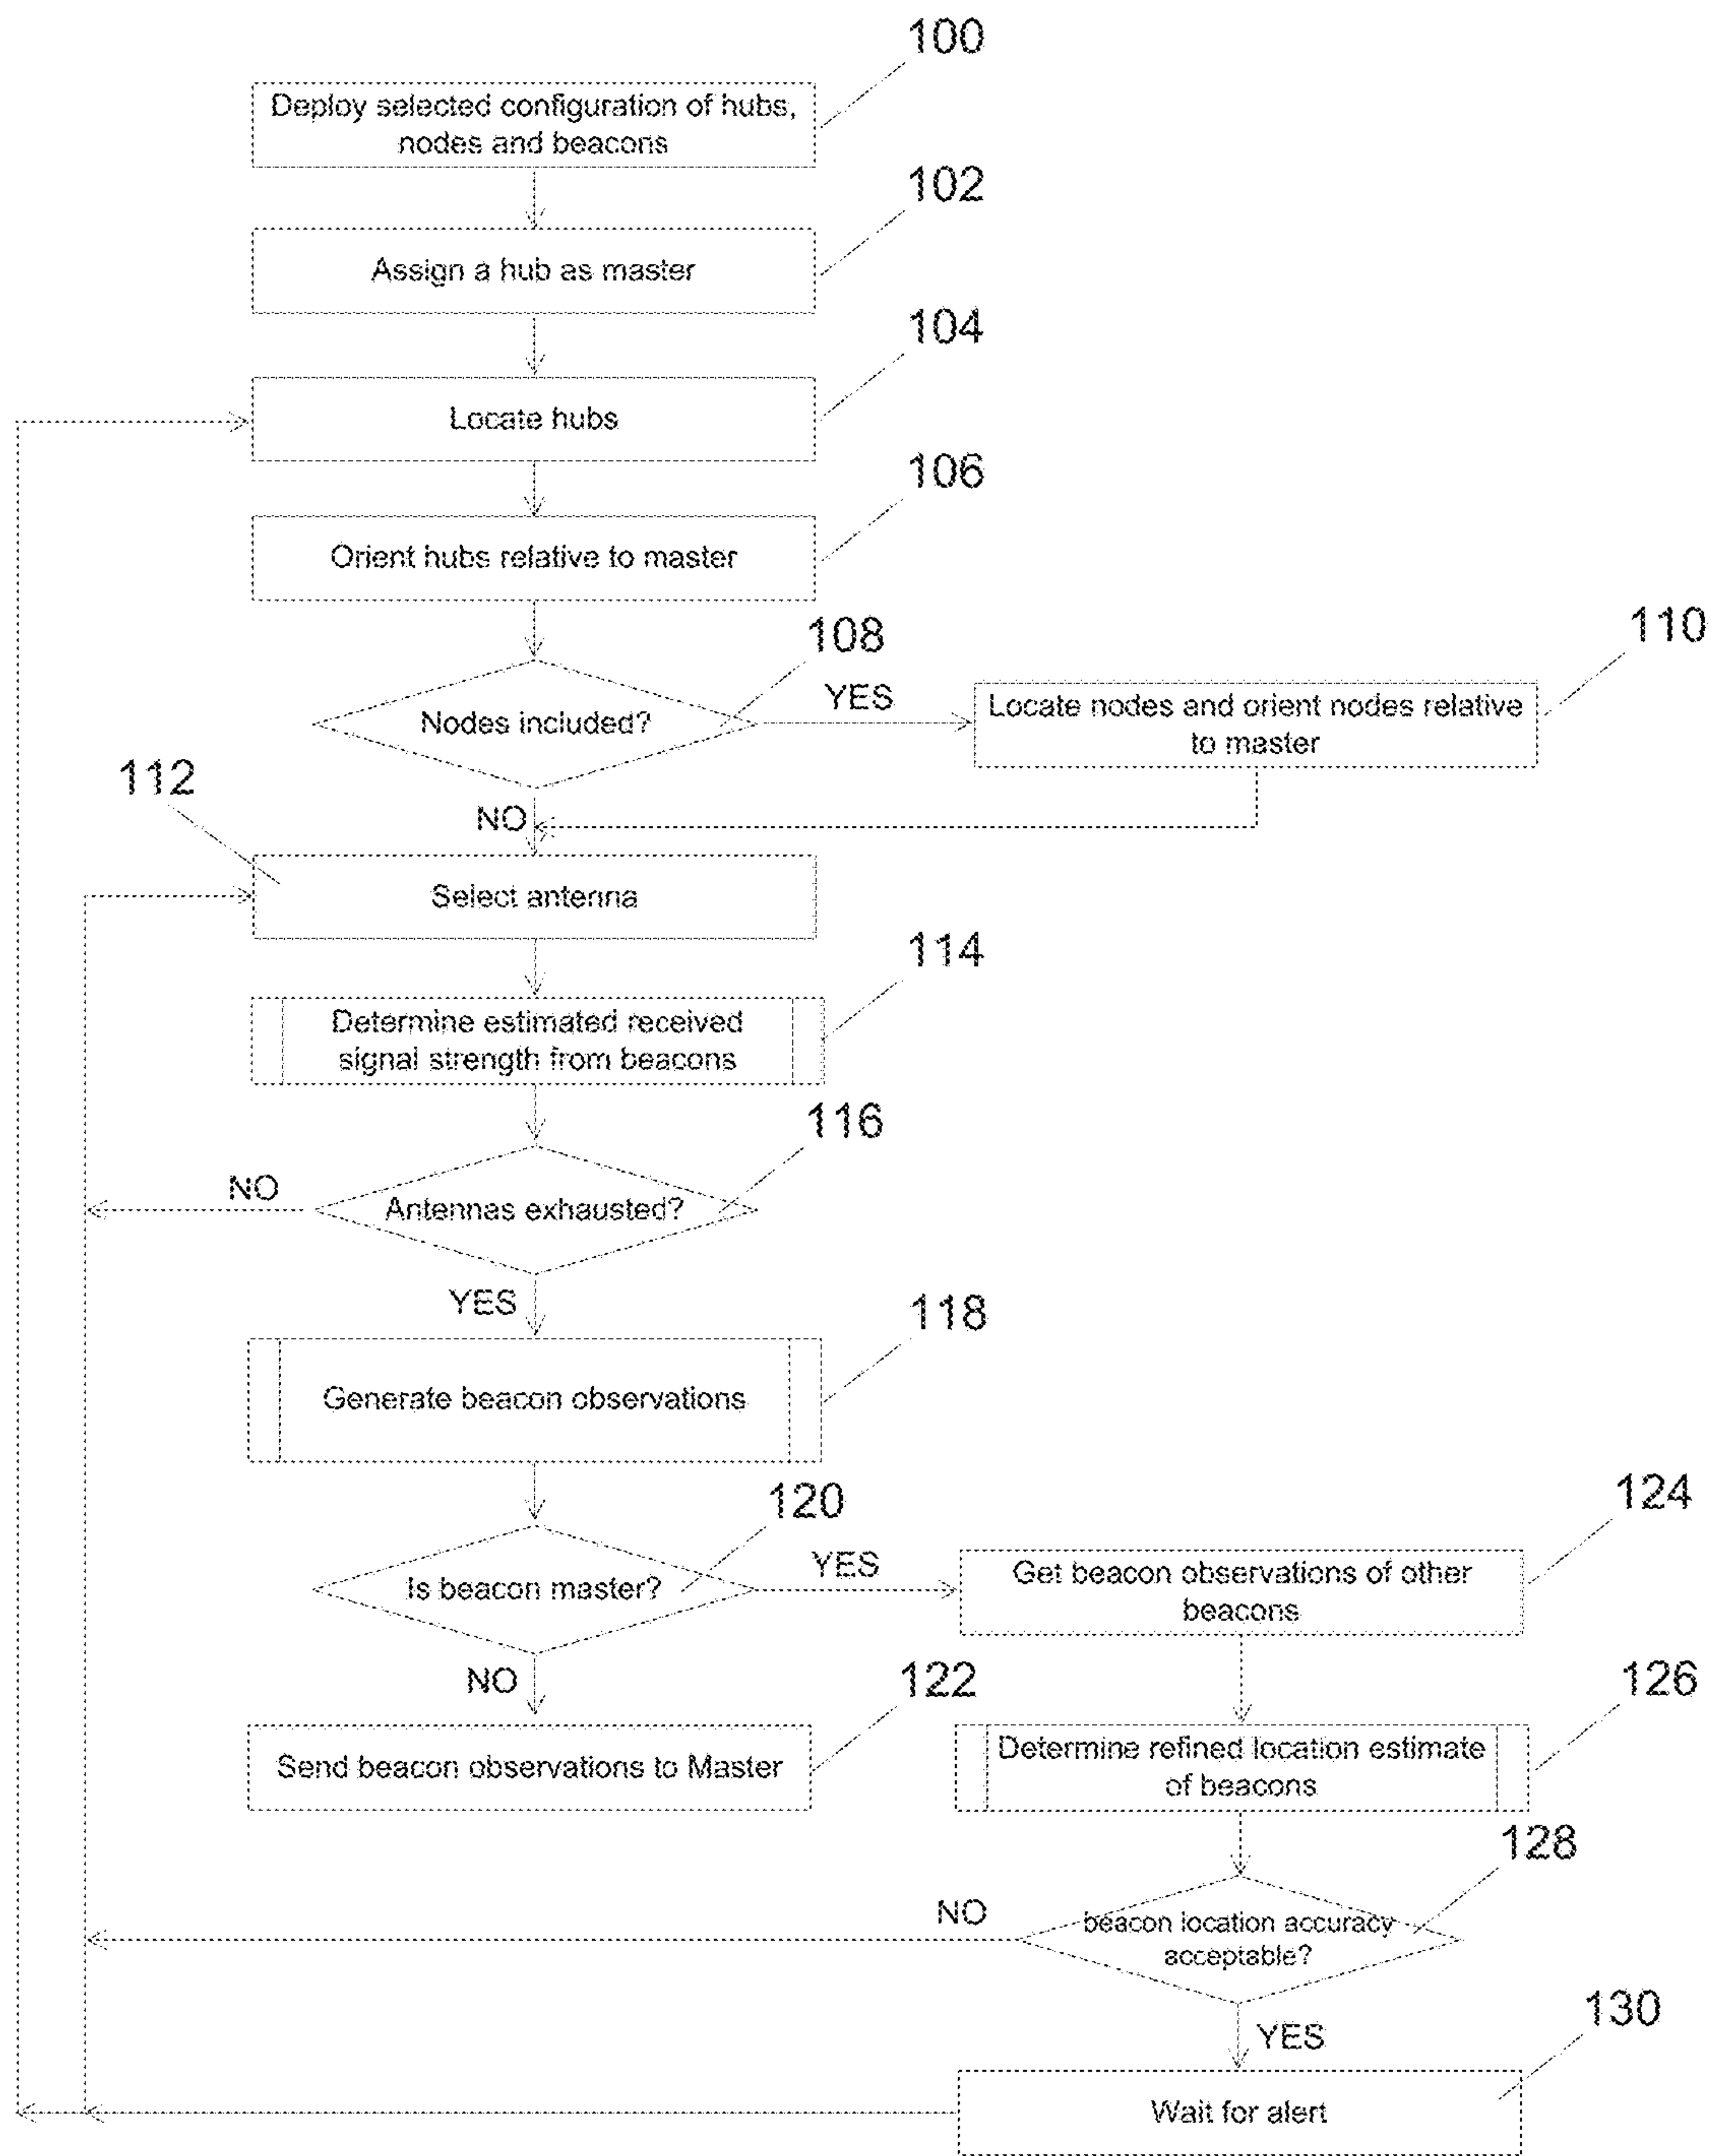 100
Deploy selected configuration of hubs,
nodes and beacons
102
Assign a hub as master
104
Locate hubs
106
Orient hubs relative to master
108
110
Nodes included?
YES
Locate nodes and orient nodes relative
to master
112
NO
Select antenna
114
Determine estimated received
signal strength from beacons
116
NO
Antennas exhausted?
YES
118
Generate beacon observations
120
124
Is beacon master?
YES
Get beacon observations of other
beacons
NO
122
126
Send beacon observations to Master
Determine refined location estimate
of beacons
128
NO
beacon location accuracy
acceptable?
YES
130
Wait for alert